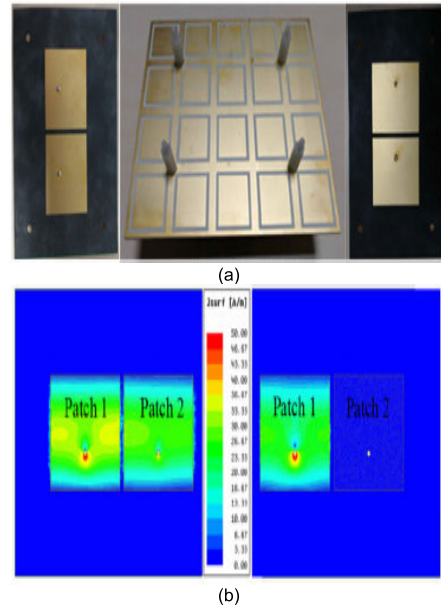 (a)
Jsurf [A/m]
50.00
46.67
43.33
40.00
36.67
33.33
30.00
26.67
23.33
20.00
16.67
13.33
10.00
6.67
3.33
0.00
Patch 1
Patch 2
Patch 1
Patch 2
(b)